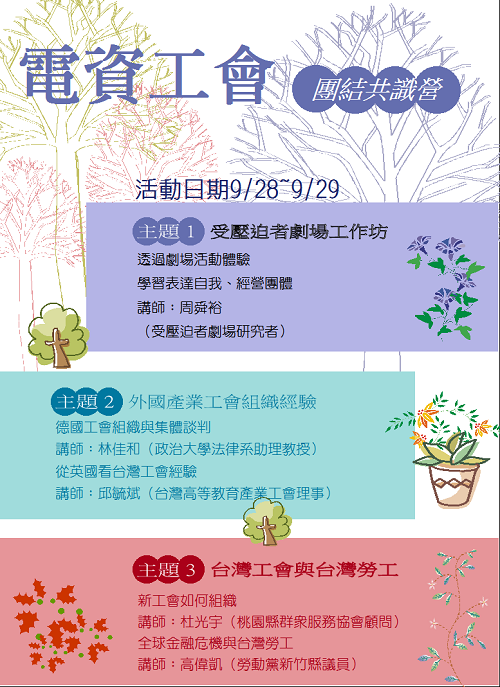 電資工會 團結共識營
活動日期9/28~9/29
主題 1 受壓迫者劇場工作坊
透過劇場活動體驗
學習表達自我、經營團體
講師：周舜裕
（受壓迫者劇場研究者）
主題 2 外國產業工會組織經驗
德國工會組織與集體談判
講師：林佳和（政治大學法律系助理教授）
從英國看台灣工會經驗
講師：邱毓斌（台灣高等教育產業工會理事）
主題 3 台灣工會與台灣勞工
新工會如何組織
講師：杜光宇（桃園縣群衆服務協會顧問）
全球金融危機與台灣勞工
講師：高偉凱（勞動黨新竹縣議員）